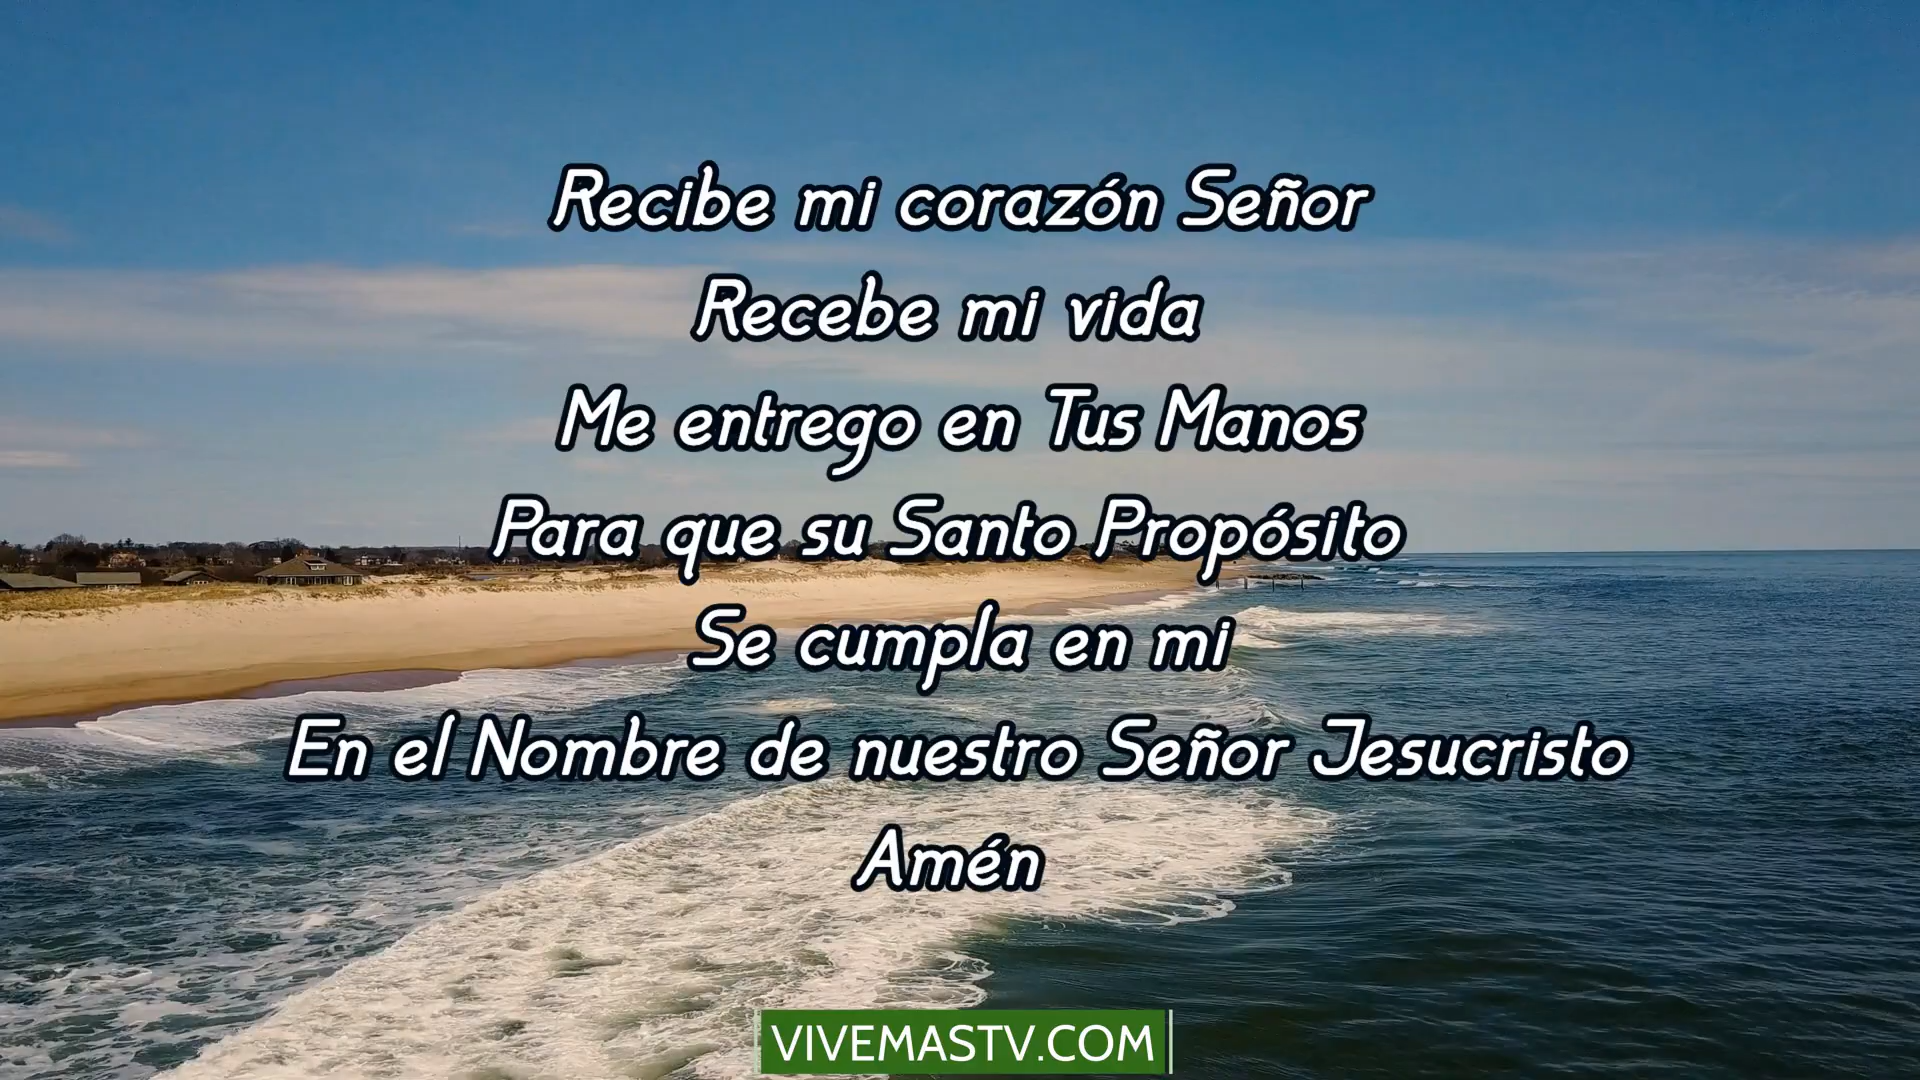 Recibe mi corazón Señor
Recebe mi vida
Me entrego en Tus Manos
Para que su Santo Propósito
Se cumpla en mi
En el Nombre de nuestro Señor Jesucristo
Amén
VIVEMASTV.COM